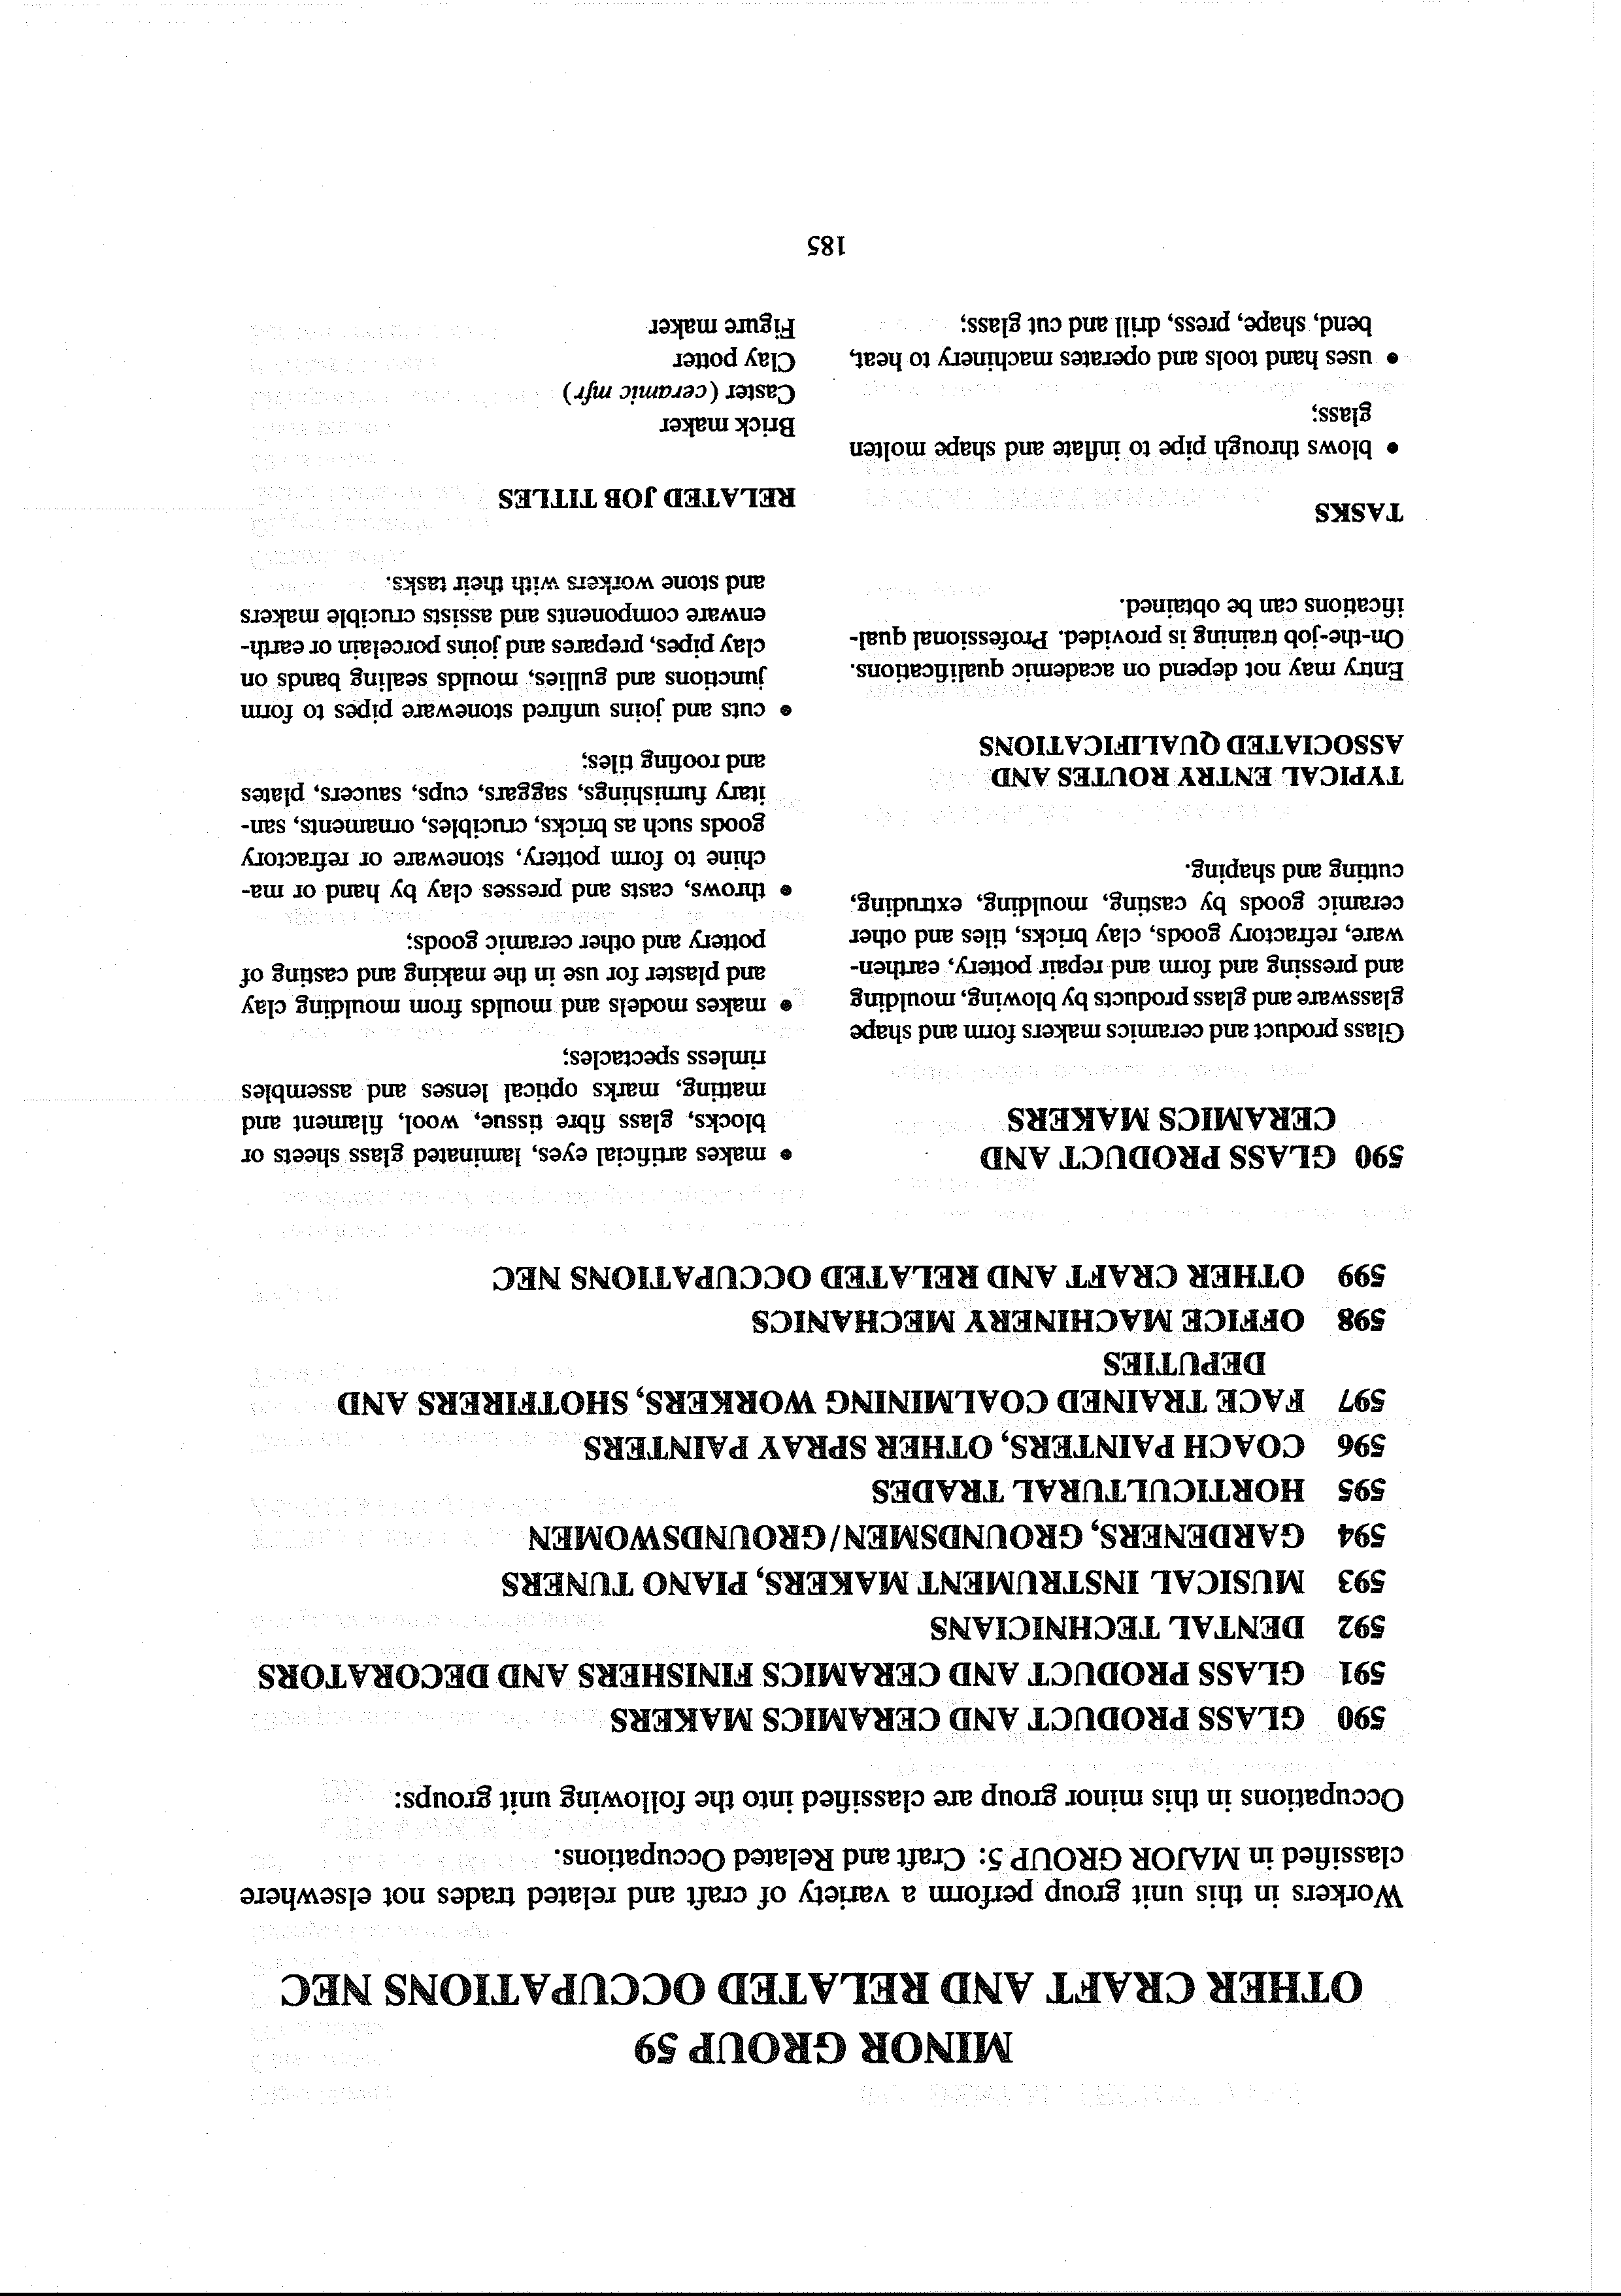 MINOR GROUP 59
OTHER CRAFT AND RELATED OCCUPATIONS NEC
Workers in this unit group perform a variety of craft and related trades not elsewhere
classified in MAJOR GROUP 5: Craft and Related Occupations.
Occupations in this minor group are classified into the following unit groups:
590 GLASS PRODUCT AND CERAMICS MAKERS
591 GLASS PRODUCT AND CERAMICS FINISHERS AND DECORATORS
592 DENTAL TECHNICIANS
593 MUSICAL INSTRUMENT MAKERS, PIANO TUNERS
594 GARDENERS, GROUNDSMEN/GROUNDSWOMEN
595 HORTICULTURAL TRADES
596 COACH PAINTERS, OTHER SPRAY PAINTERS
597 FACE TRAINED COALMINING WORKERS, SHOTFIRERS AND
DEPUTIES
598 OFFICE MACHINERY MECHANICS
599 OTHER CRAFT AND RELATED OCCUPATIONS NEC
590 GLASS PRODUCT AND
CERAMICS MAKERS
Glass product and ceramics makers form and shape
glassware and glass products by blowing, moulding
and pressing and form and repair pottery, earthen-
ware, refractory goods, clay bricks, tiles and other
ceramic goods by casting, moulding, extruding,
cutting and shaping.
TYPICAL ENTRY ROUTES AND
ASSOCIATED QUALIFICATIONS
Entry may not depend on academic qualifications.
On-the-job training is provided. Professional qual-
ifications can be obtained.
TASKS
• blows through pipe to inflate and shape molten
glass;
• uses hand tools and operates machinery to heat,
bend, shape, press, drill and cut glass;
• makes artificial eyes, laminated glass sheets or
blocks, glass fibre tissue, wool, filament and
matting, marks optical lenses and assembles
rimless spectacles;
• makes models and moulds from moulding clay
and plaster for use in the making and casting of
pottery and other ceramic goods;
• throws, casts and presses clay by hand or ma-
chine to form pottery, stoneware or refractory
goods such as bricks, crucibles, ornaments, san-
itary furnishings, saggars, cups, saucers, plates
and roofing tiles;
• cuts and joins unfired stoneware pipes to form
junctions and gullies, moulds sealing bands on
clay pipes, prepares and joins porcelain or earth-
enware components and assists crucible makers
and stone workers with their tasks.
RELATED JOB TITLES
Brick maker
Caster (ceramic mfr)
Clay potter
Figure maker
185